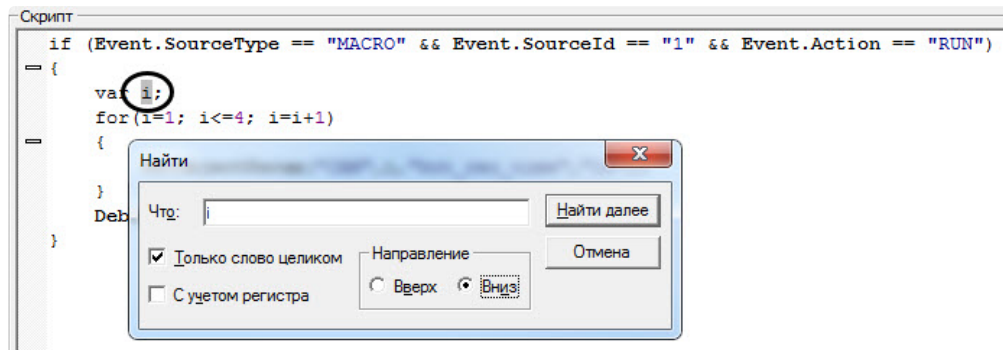 Скрипт
if (Event.SourceType == "MACRO" && Event.SourceId == "1" && Event.Action == "RUN")
{
var i;
for(i=1; i<=4; i=i+1)
{
Найти
}
Что: i Найти далее
Deb
}
Только слово целиком Направление Отмена
С учетом регистра Вверх Вниз